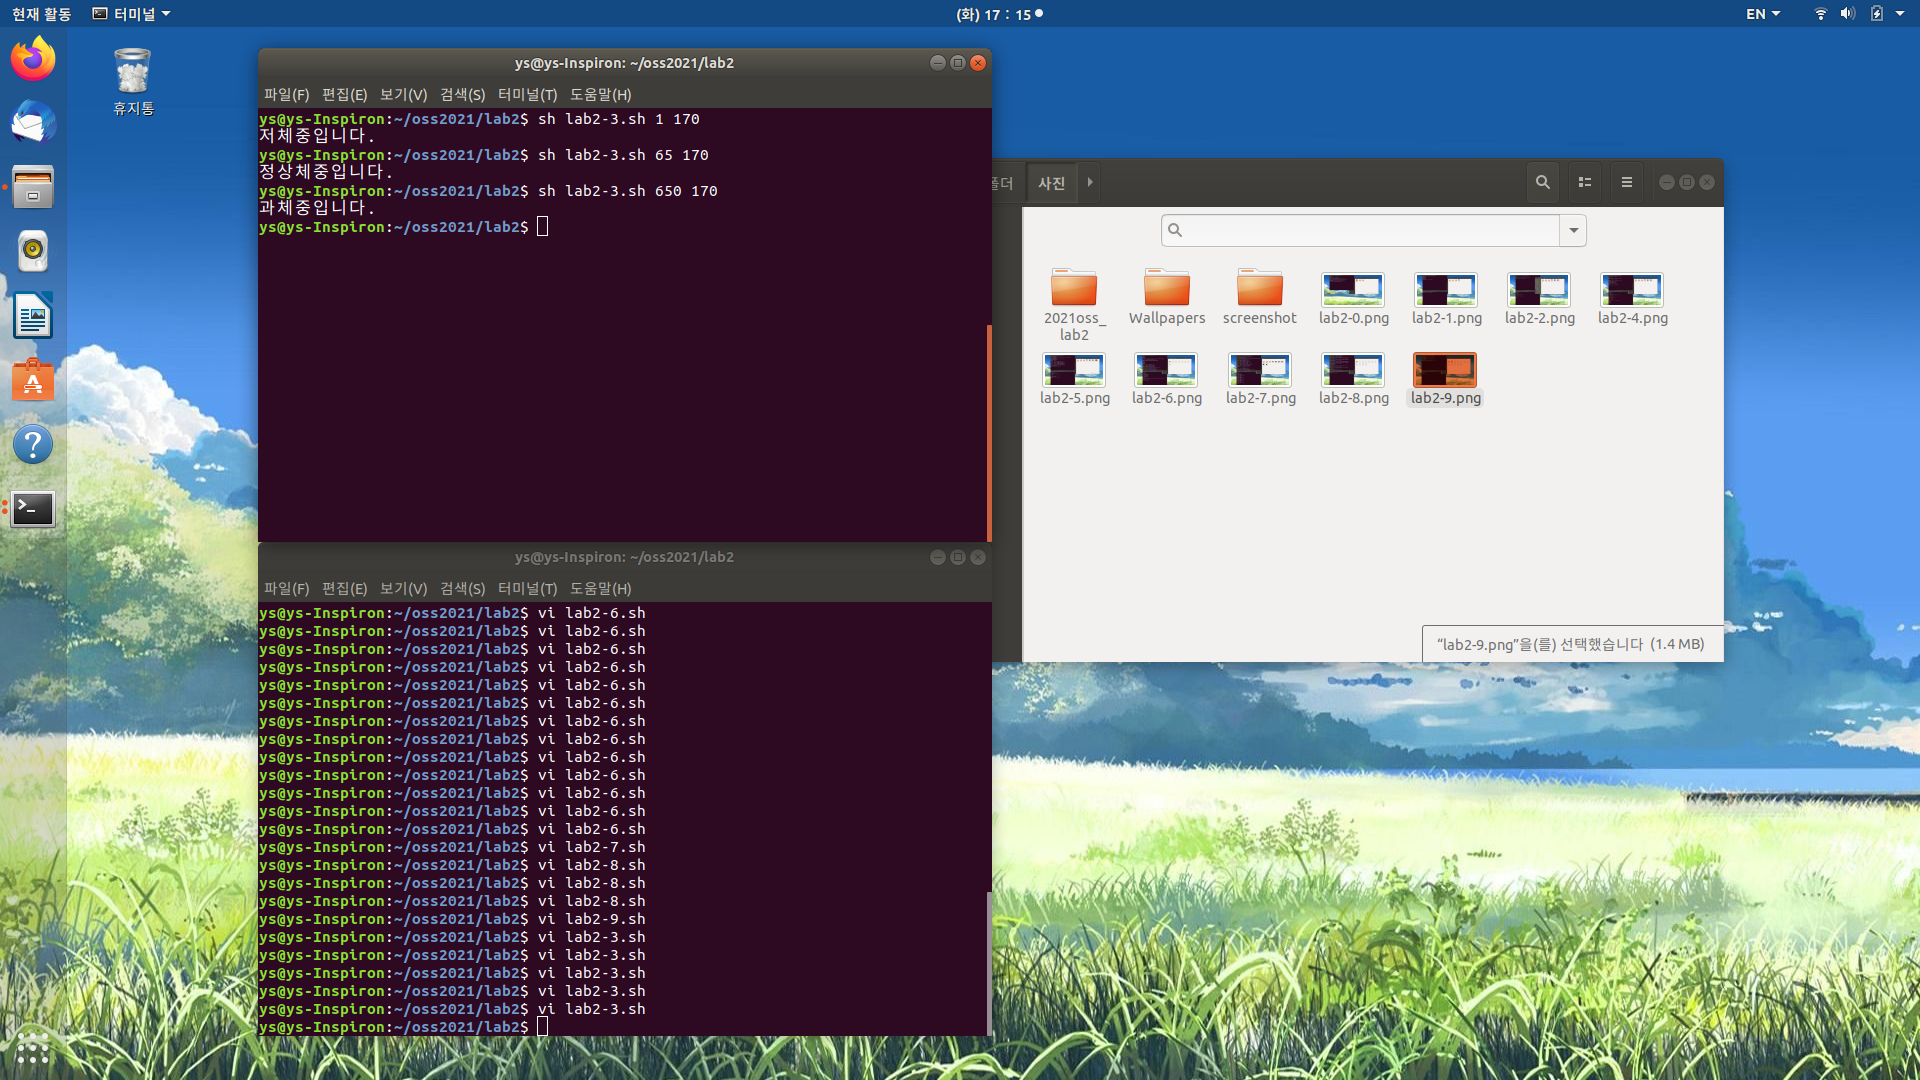 현재 활동 터미널 (화) 17 : 15 EN
휴지통
ys@ys-Inspiron: ~/oss2021/lab2
파일(F) 편집(E) 보기(V) 검색(S) 터미널(T) 도움말(H)
ys@ys-Inspiron:~/oss2021/lab2$ sh lab2-3.sh 1 170
저체중입니다.
ys@ys-Inspiron:~/oss2021/lab2$ sh lab2-3.sh 65 170
정상체중입니다.
ys@ys-Inspiron:~/oss2021/lab2$ sh lab2-3.sh 650 170
과체중입니다.
ys@ys-Inspiron:~/oss2021/lab2$
ys@ys-Inspiron: ~/oss2021/lab2
파일(F) 편집(E) 보기(V) 검색(S) 터미널(T) 도움말(H)
ys@ys-Inspiron:~/oss2021/lab2$ vi lab2-6.sh
ys@ys-Inspiron:~/oss2021/lab2$ vi lab2-6.sh
ys@ys-Inspiron:~/oss2021/lab2$ vi lab2-6.sh
ys@ys-Inspiron:~/oss2021/lab2$ vi lab2-6.sh
ys@ys-Inspiron:~/oss2021/lab2$ vi lab2-6.sh
ys@ys-Inspiron:~/oss2021/lab2$ vi lab2-6.sh
ys@ys-Inspiron:~/oss2021/lab2$ vi lab2-6.sh
ys@ys-Inspiron:~/oss2021/lab2$ vi lab2-6.sh
ys@ys-Inspiron:~/oss2021/lab2$ vi lab2-6.sh
ys@ys-Inspiron:~/oss2021/lab2$ vi lab2-6.sh
ys@ys-Inspiron:~/oss2021/lab2$ vi lab2-6.sh
ys@ys-Inspiron:~/oss2021/lab2$ vi lab2-6.sh
ys@ys-Inspiron:~/oss2021/lab2$ vi lab2-6.sh
ys@ys-Inspiron:~/oss2021/lab2$ vi lab2-7.sh
ys@ys-Inspiron:~/oss2021/lab2$ vi lab2-8.sh
ys@ys-Inspiron:~/oss2021/lab2$ vi lab2-8.sh
ys@ys-Inspiron:~/oss2021/lab2$ vi lab2-8.sh
ys@ys-Inspiron:~/oss2021/lab2$ vi lab2-9.sh
ys@ys-Inspiron:~/oss2021/lab2$ vi lab2-3.sh
ys@ys-Inspiron:~/oss2021/lab2$ vi lab2-3.sh
ys@ys-Inspiron:~/oss2021/lab2$ vi lab2-3.sh
ys@ys-Inspiron:~/oss2021/lab2$ vi lab2-3.sh
ys@ys-Inspiron:~/oss2021/lab2$ vi lab2-3.sh
ys@ys-Inspiron:~/oss2021/lab2$
폴더 사진
2021oss_
lab2
Wallpapers screenshot lab2-0.png lab2-1.png lab2-2.png lab2-4.png
lab2-5.png lab2-6.png lab2-7.png lab2-8.png lab2-9.png
“lab2-9.png”을(를) 선택했습니다 (1.4 MB)